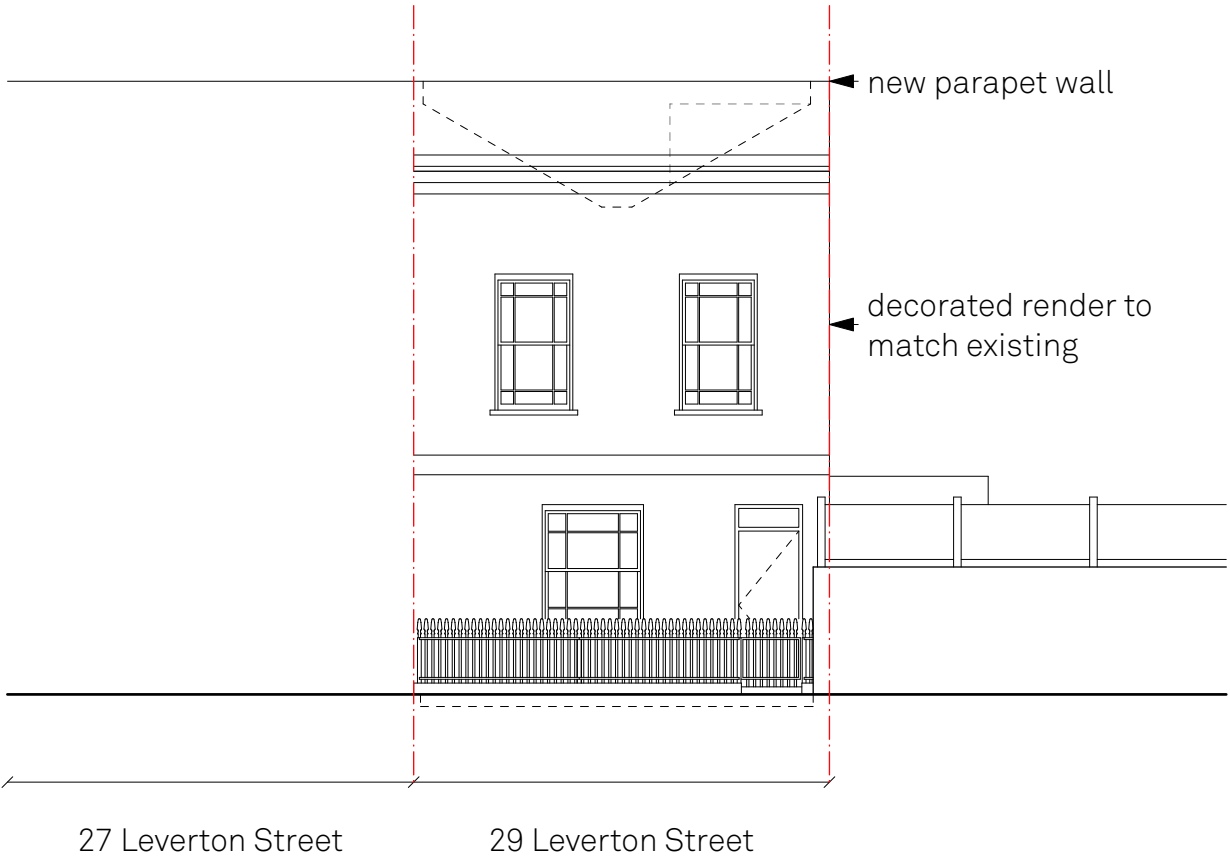 new parapet wall
decorated render to
match existing
27 Leverton Street
29 Leverton Street